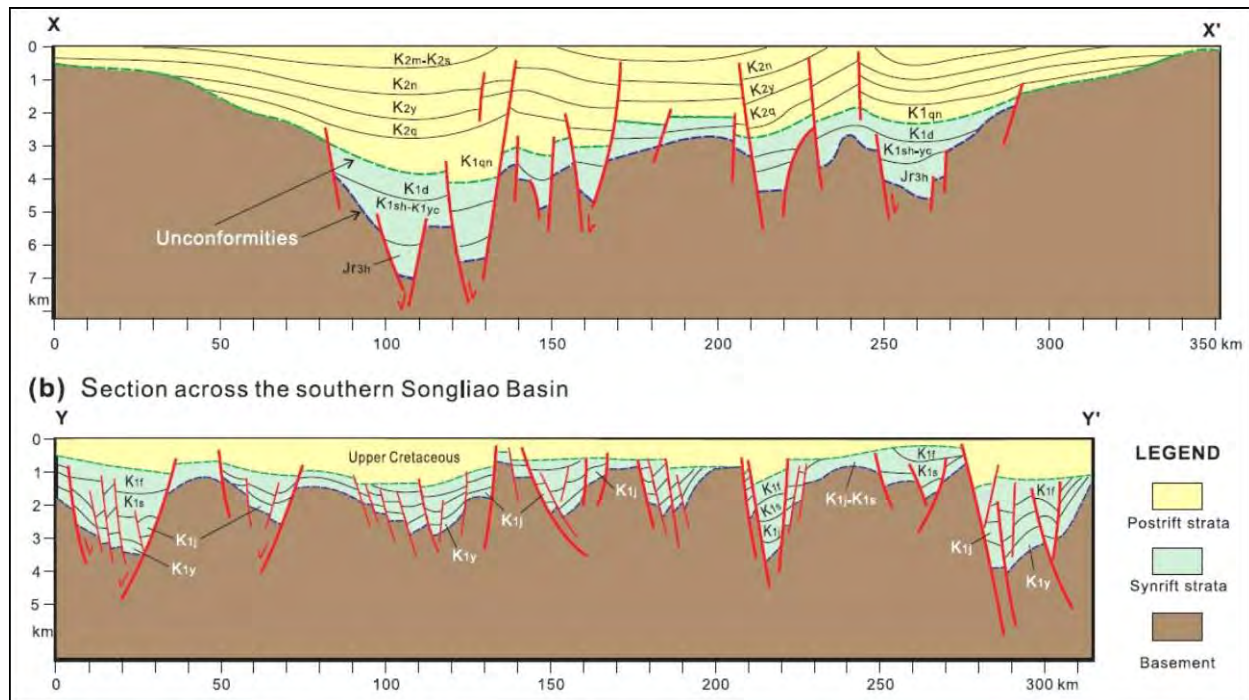 X X'
0
1
2
3
4
5
6
7
km
K2m-K2s
K2n
K2y
K2q
K1qn
K1d
K1sh-K1yc
Jr3h
Unconformities
K2n
K2y
K2q
K1qn
K1d
K1sh-yc
Jr3h
0 50 100 150 200 250 300 350 km
(b) Section across the southern Songliao Basin
Y Y'
0
1
2
3
4
5
km
Upper Cretaceous
K1f
K1s
K1j
K1y
K1j
K1y
K1j
K1f
K1s
K1j
K1j-K1s
K1f
K1s
K1j
K1f
K1y
0 50 100 150 200 250 300 km
LEGEND
Postrift strata
Synrift strata
Basement